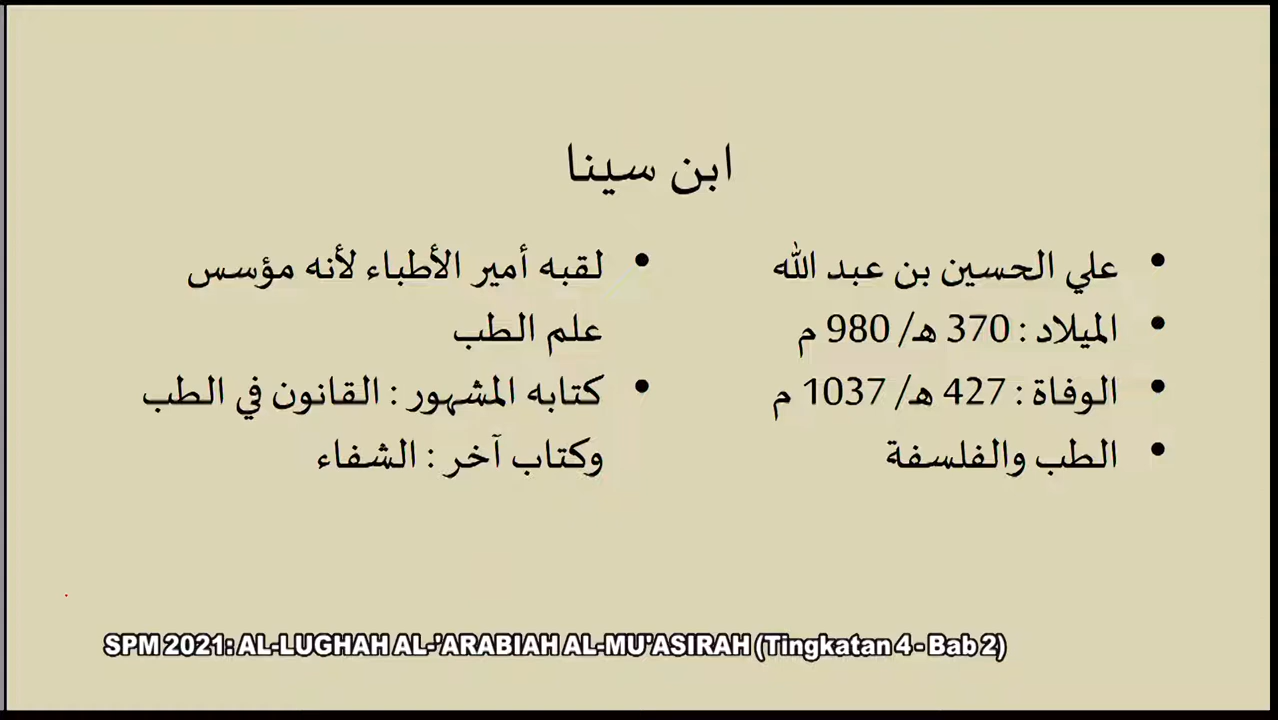 ابن سينا
علي الحسين بن عبد الله
الميلاد : 370 هـ/ 980 م
الوفاة : 427 هـ/ 1037 م
الطب والفلسفة
لقبه أمير الأطباء لأنه مؤسس
علم الطب
كتابه المشهور : القانون في الطب
وكتاب آخر : الشفاء
SPM 2021: AL-LUGHAH AL-'ARABIAH AL-MU'ASIRAH (Tingkatan 4 - Bab 2)